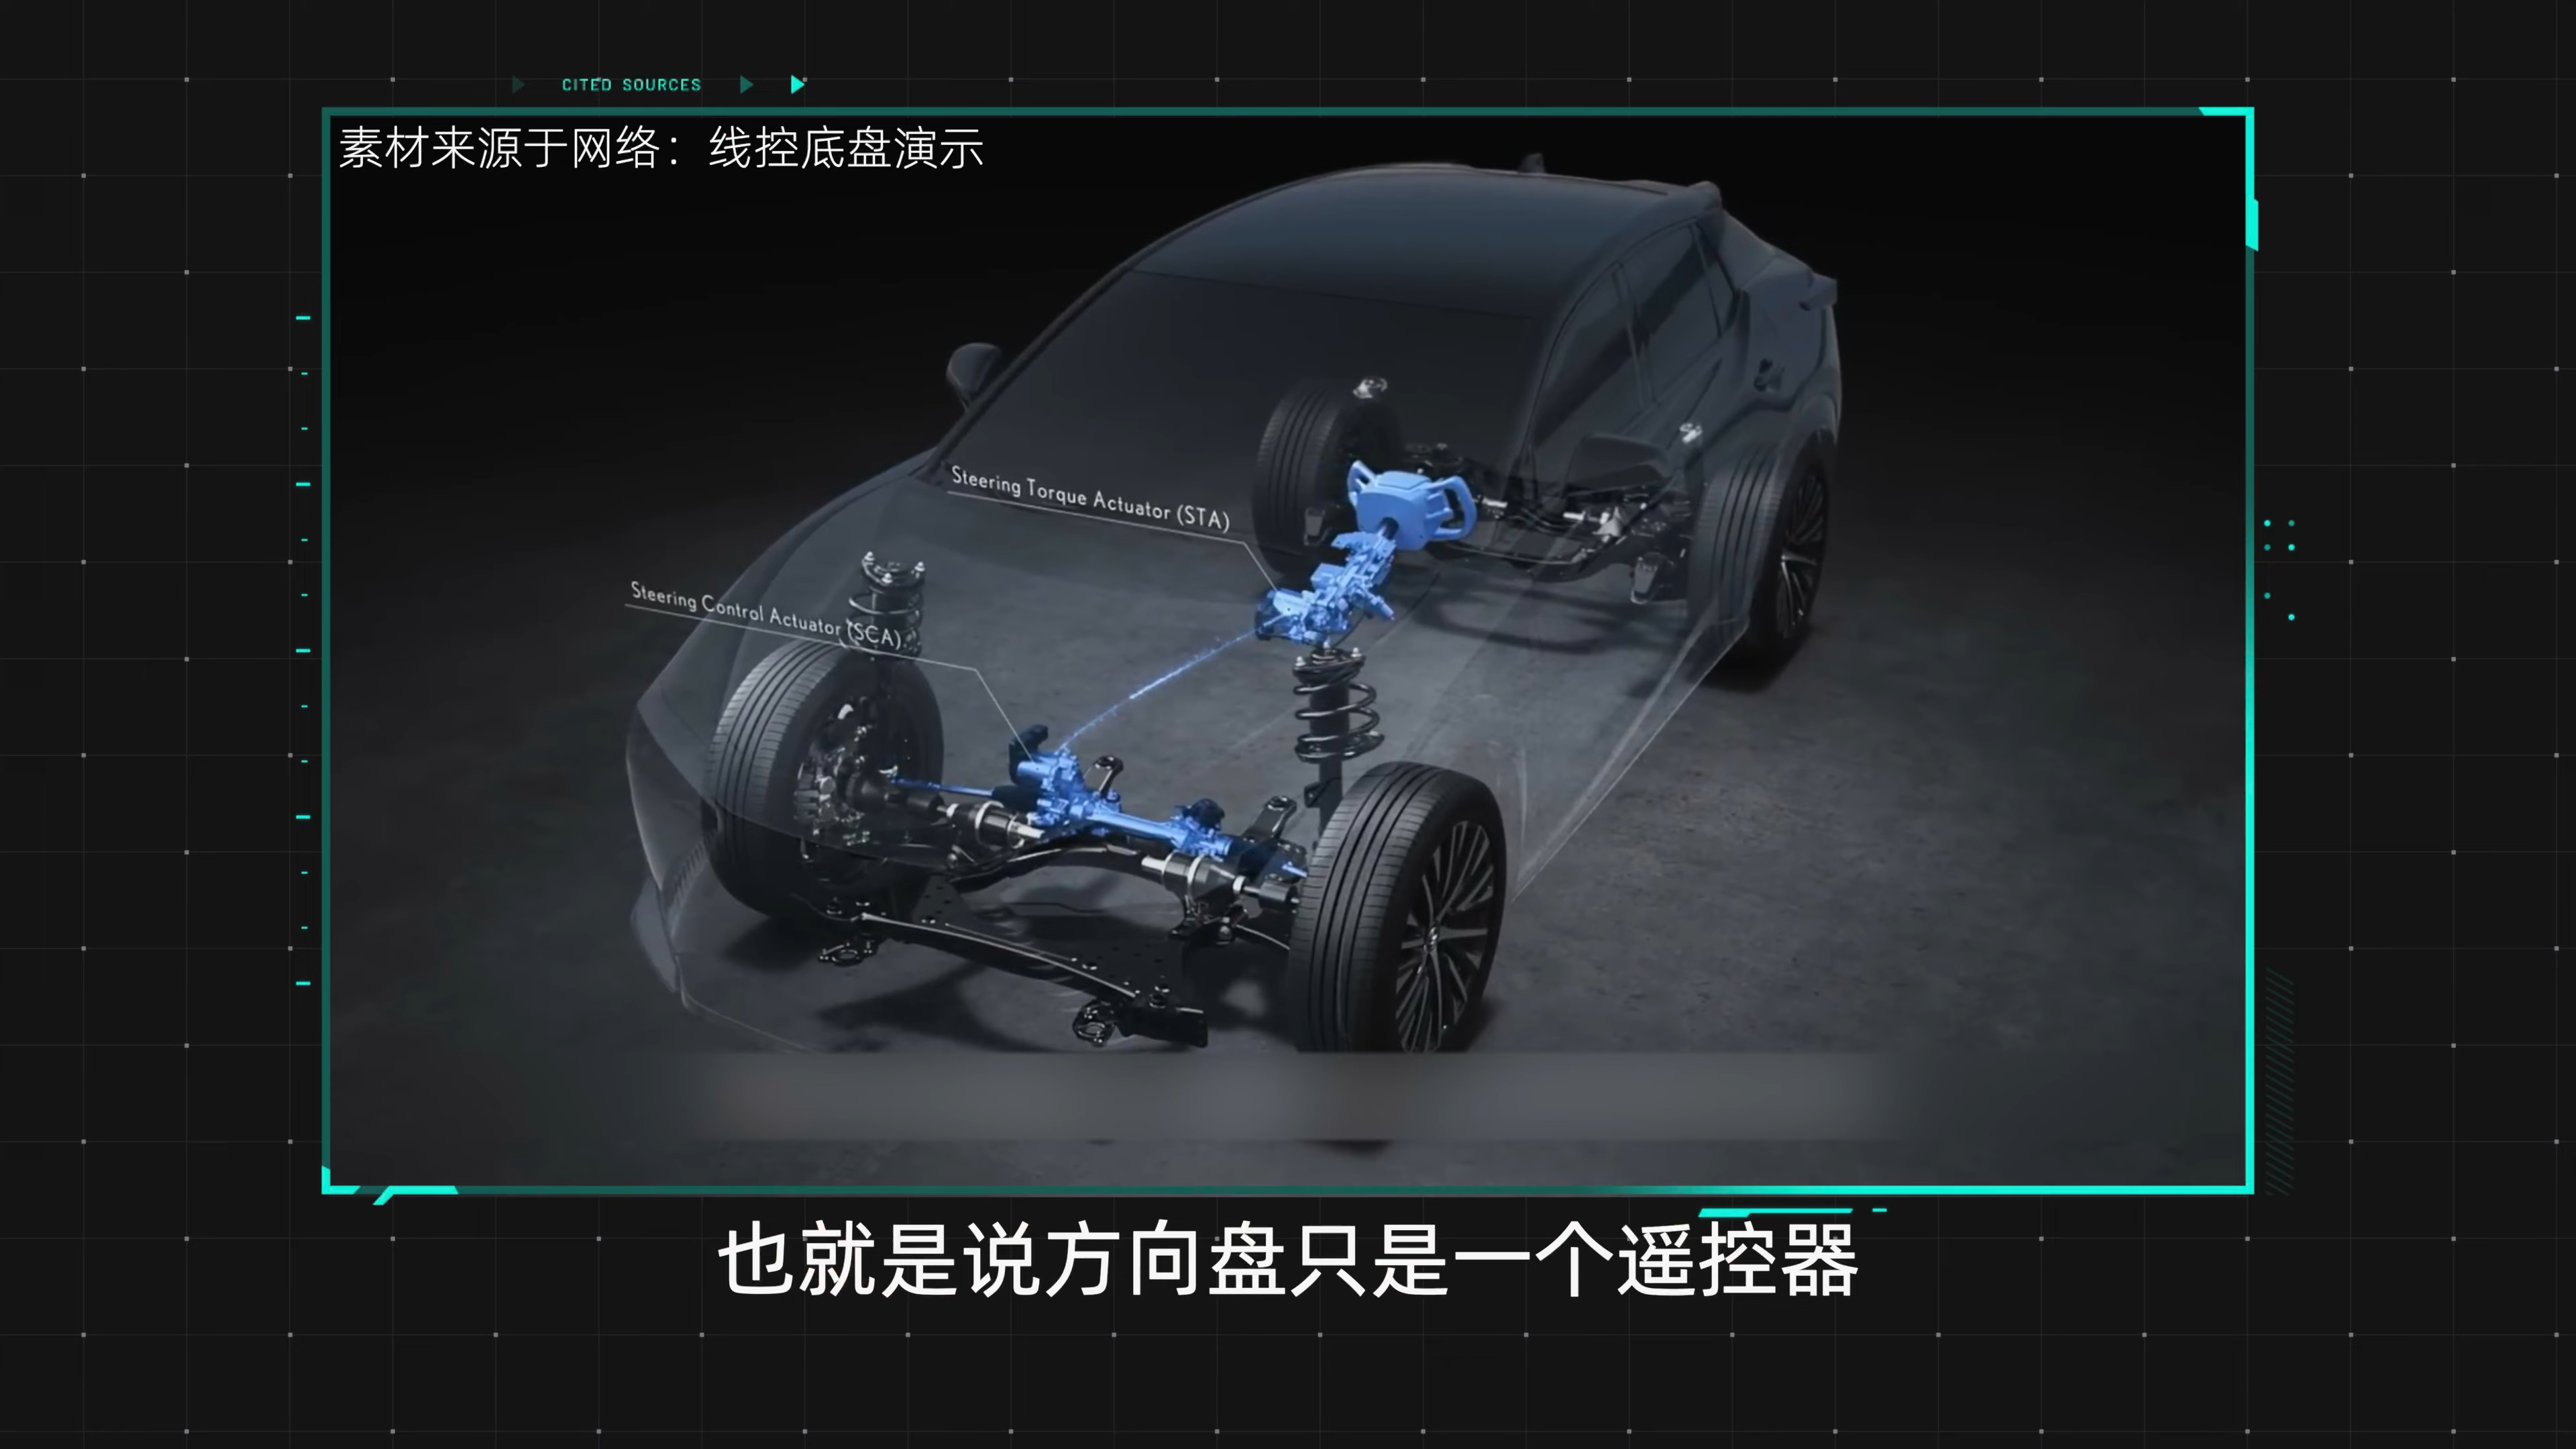 CITED SOURCES
素材来源于网络：线控底盘演示
Steering Torque Actuator (STA)
Steering Control Actuator (SCA)
也就是说方向盘只是一个遥控器